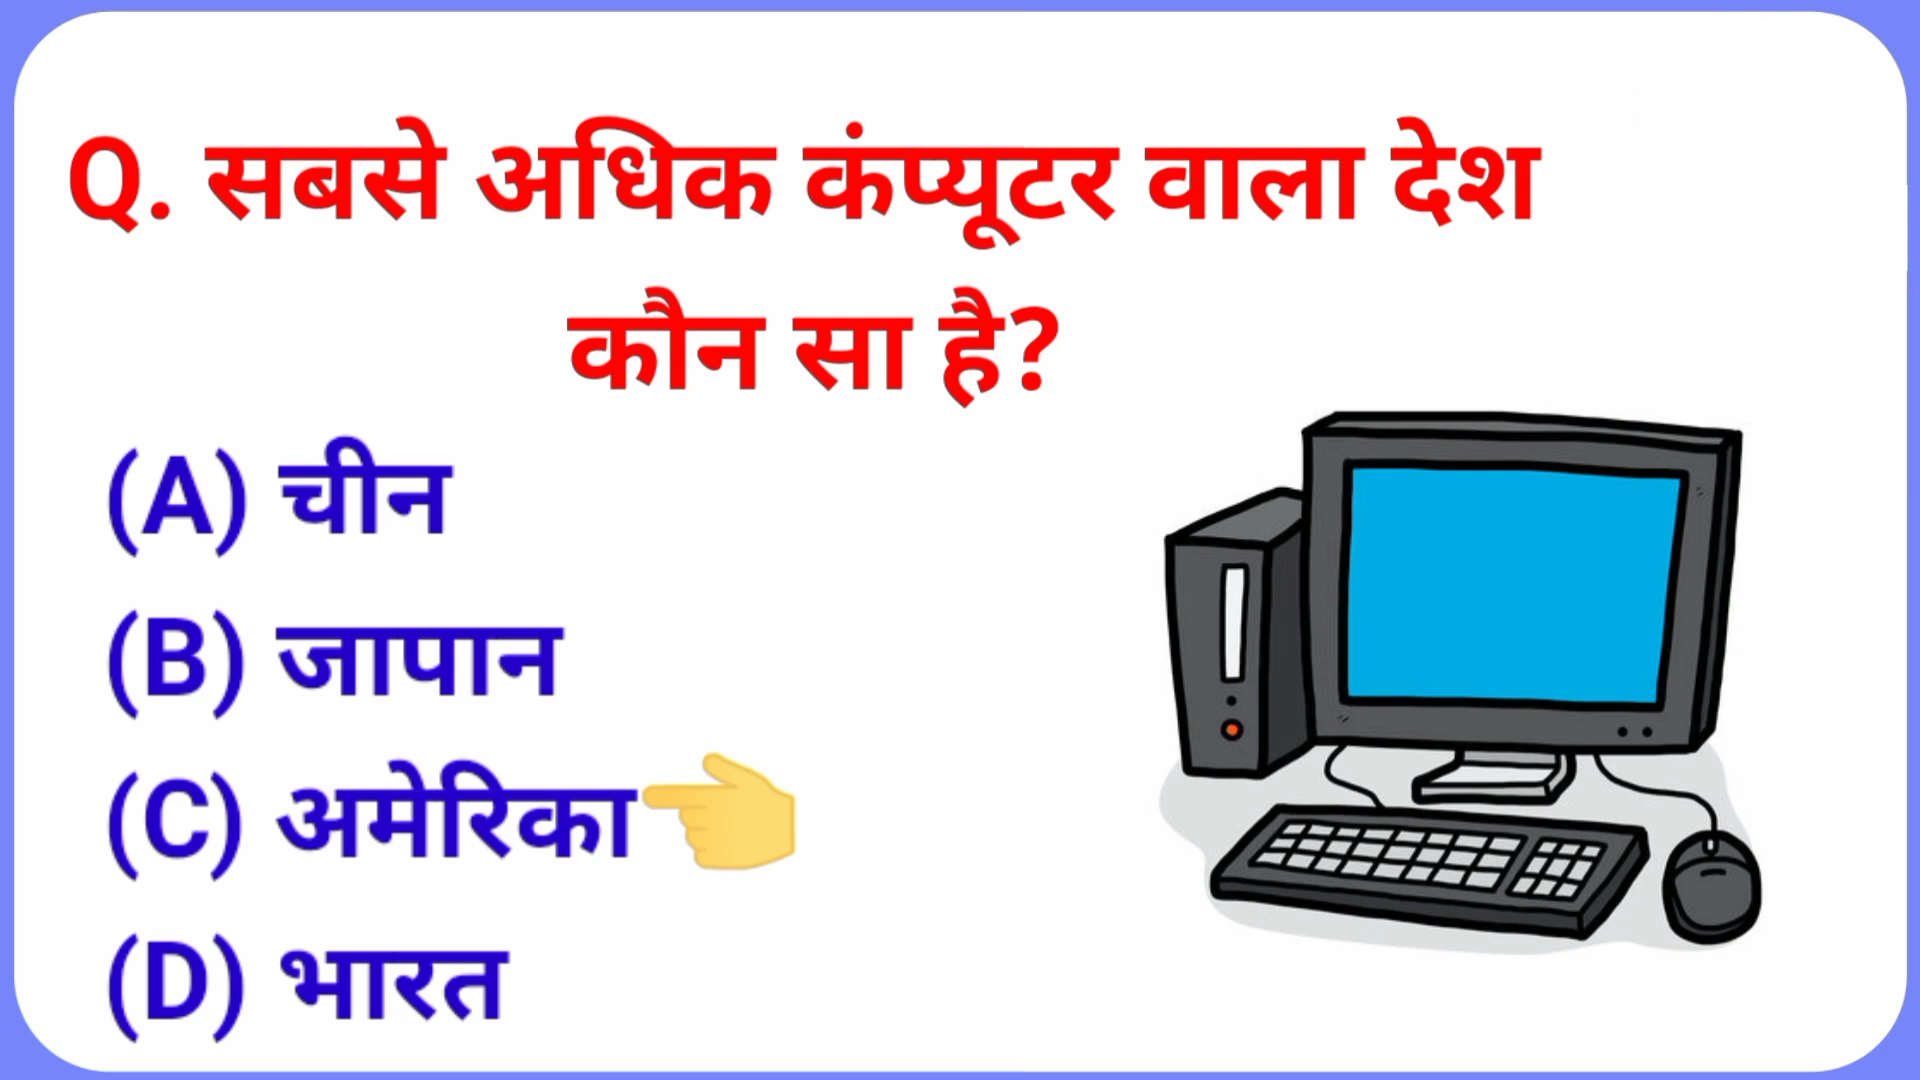 Q. सबसे अधिक कंप्यूटर वाला देश
कौन सा है?
(A) चीन
(B) जापान
(C) अमेरिका
(D) भारत